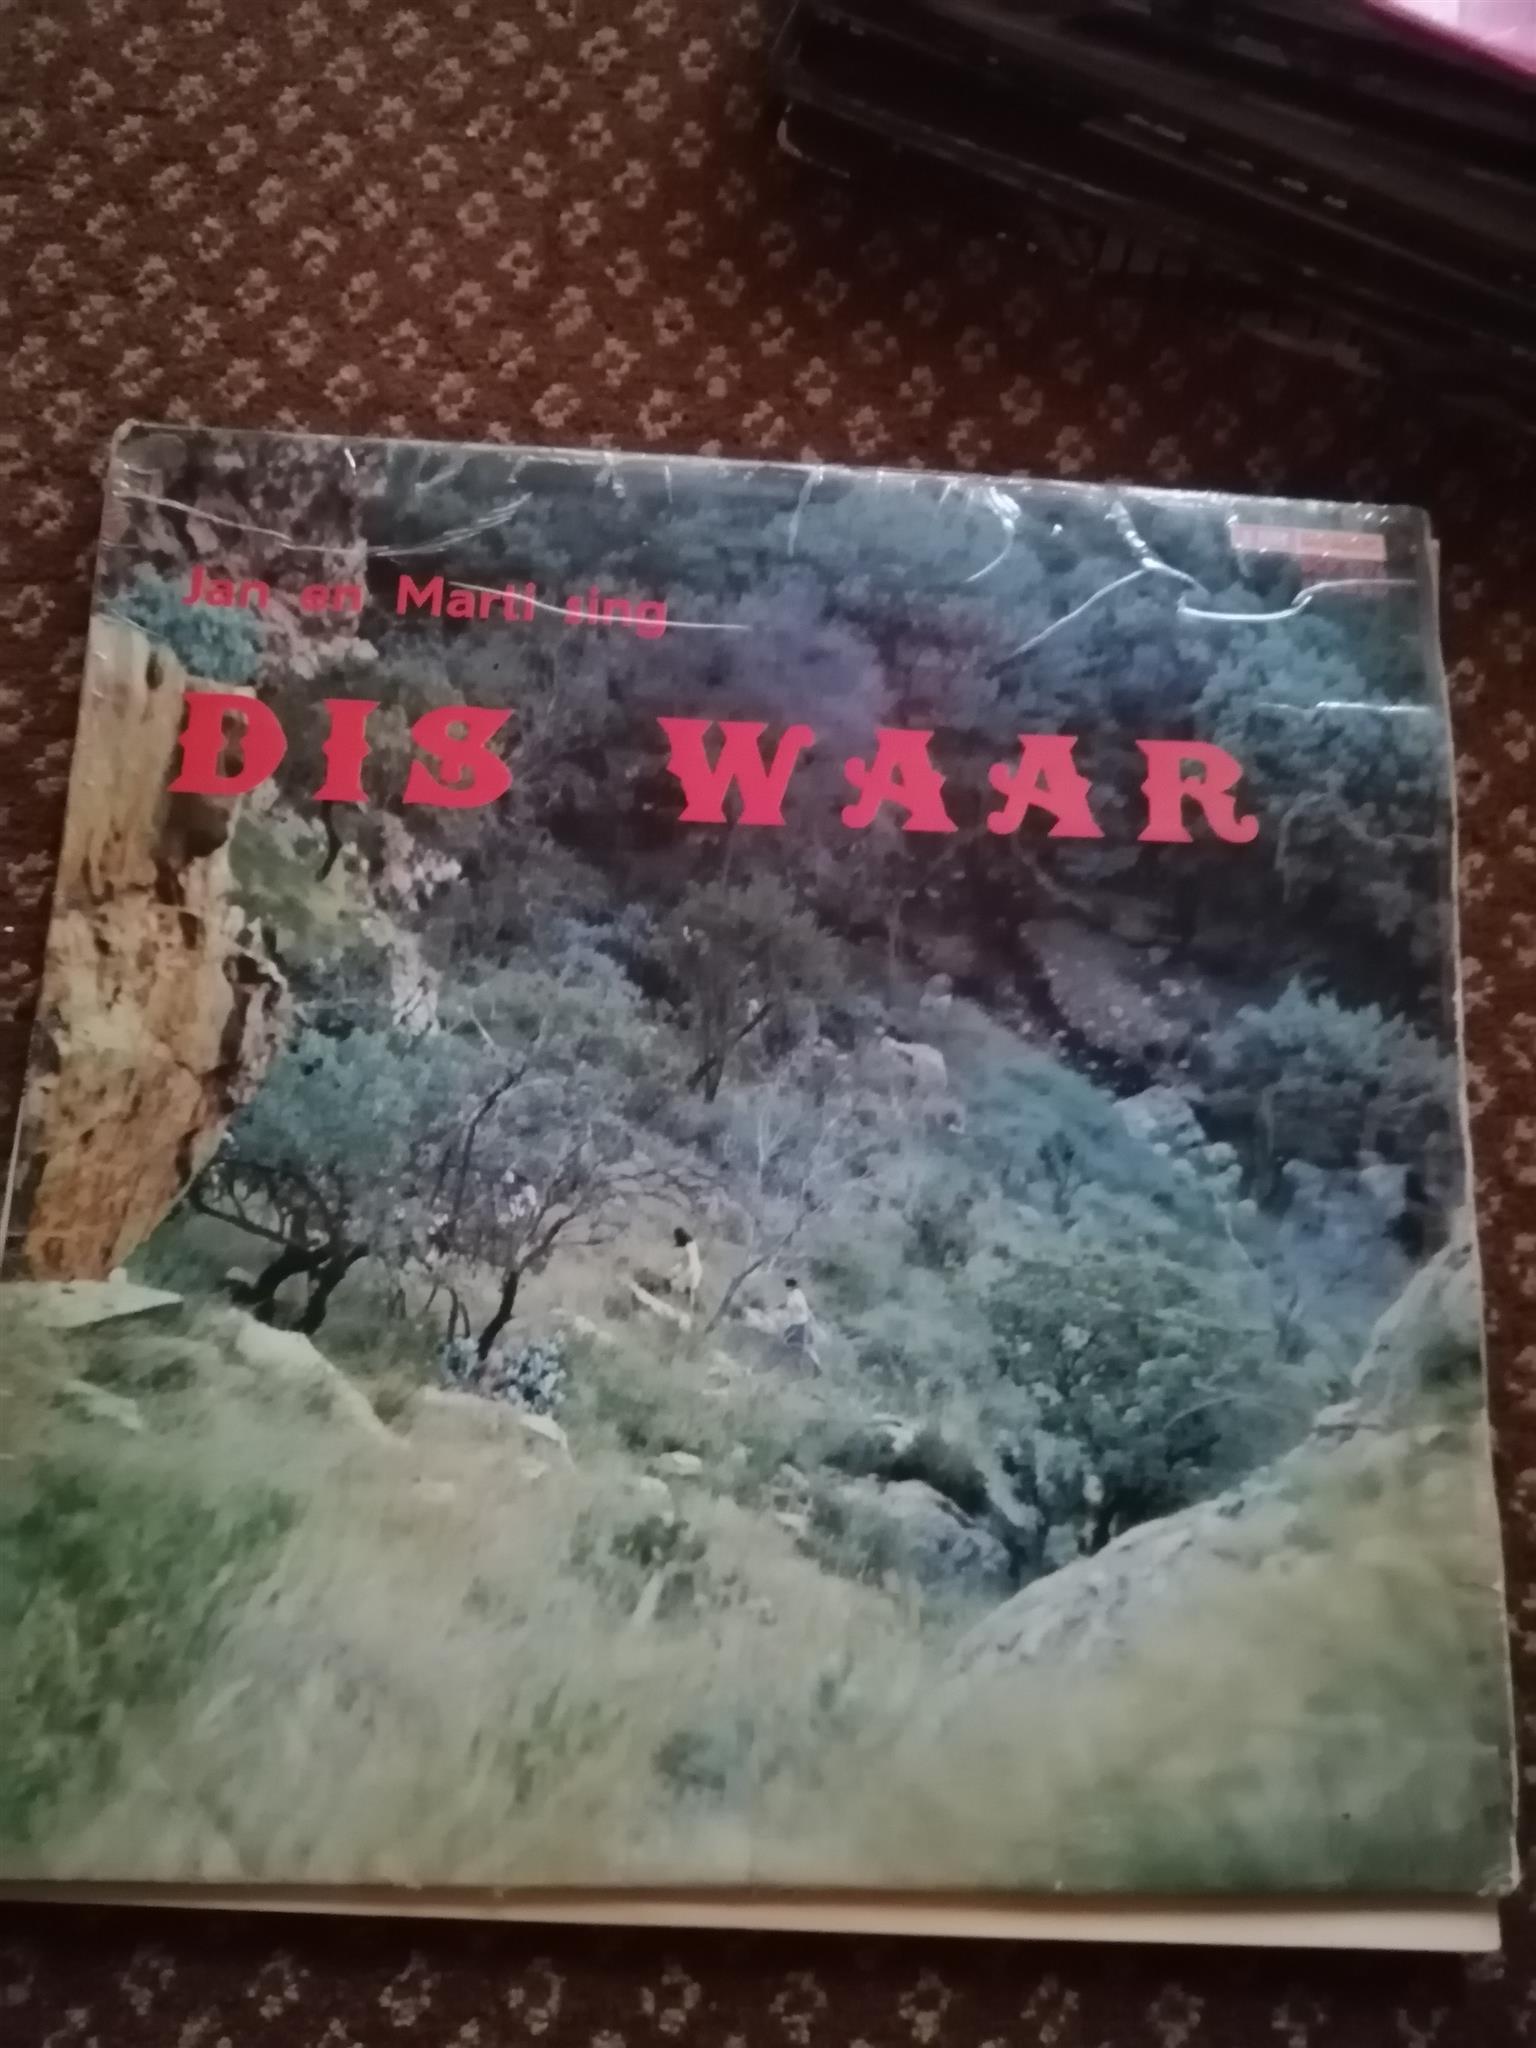 Jan en Marti sing
DIS WAAR